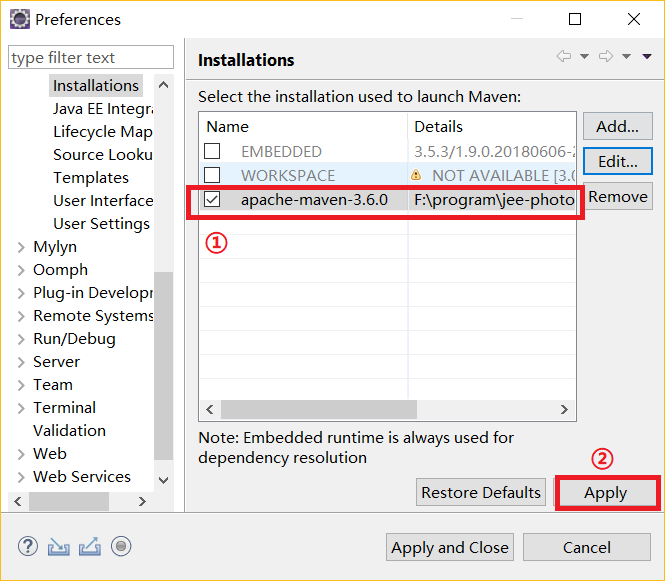 Preferences
type filter text
Installations
Java EE Integra
Lifecycle Map
Source Looku
Templates
User Interface
User Settings
Mylyn
Oomph
Plug-in Developr
Remote Systems
Run/Debug
Server
Team
Terminal
Validation
Web
Web Services
Installations
Select the installation used to launch Maven:
Name Details
EMBEDDED 3.5.3/1.9.0.20180606-2
WORKSPACE NOT AVAILABLE [3.0
apache-maven-3.6.0 F:\program\jee-photo
①
Add...
Edit...
Remove
Note: Embedded runtime is always used for
dependency resolution
②
Restore Defaults Apply
Apply and Close Cancel